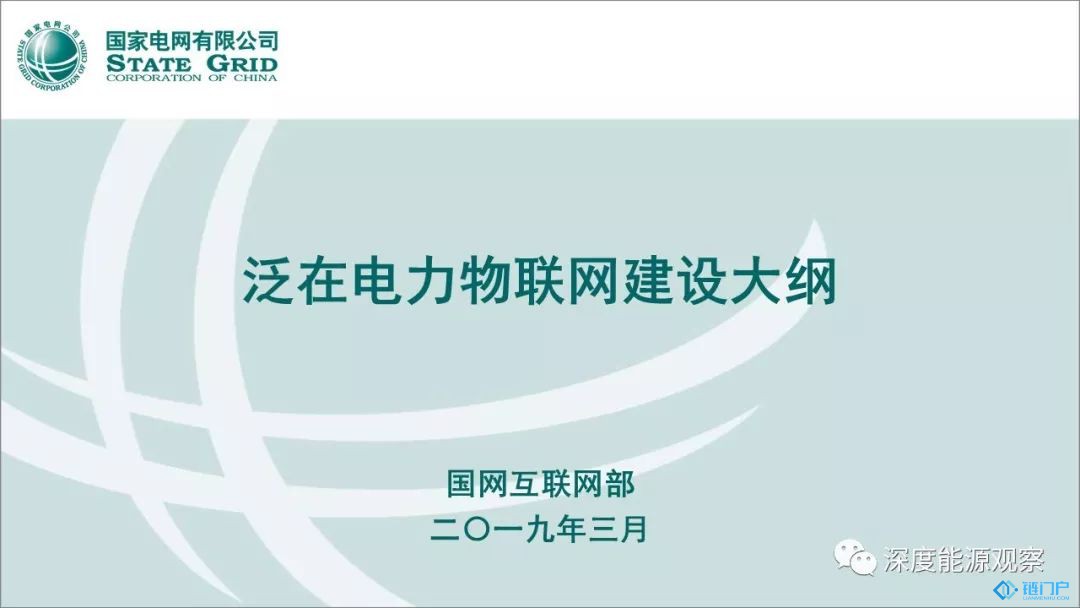 国家电网公司
STATE GRID CORPORATION OF CHINA
国家电网有限公司
STATE GRID
CORPORATION OF CHINA
泛在电力物联网建设大纲
国网互联网部
二〇一九年三月
深度能源观察
链门户
LIANMENHU.COM